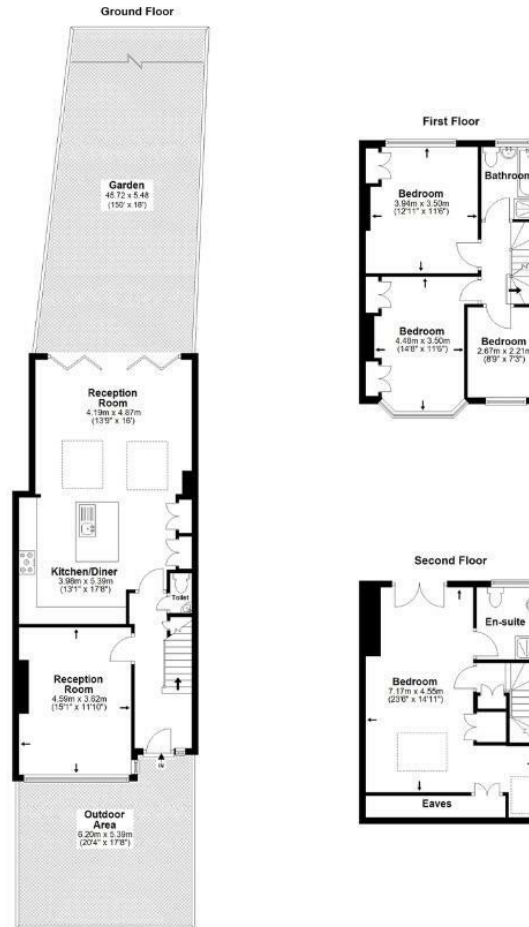 Ground Floor
Garden
45.72 x 5.48
(150' x 18')
Reception
Room
4.19m x 4.87m
(13'9" x 16')
Kitchen/Diner
3.98m x 5.39m
(13'1" x 17'8")
Toilet
Reception
Room
4.59m x 3.62m
(15'1" x 11'10")
IN
Outdoor
Area
6.20m x 5.39m
(20'4" x 17'8")
First Floor
Bedroom
3.94m x 3.50m
(12'11" x 11'6")
Bathroom
Bedroom
4.48m x 3.50m
(14'8" x 11'6")
Bedroom
2.67m x 2.21m
(8'9" x 7'3")
Second Floor
En-suite
Bedroom
7.17m x 4.55m
(23'6" x 14'11")
Eaves